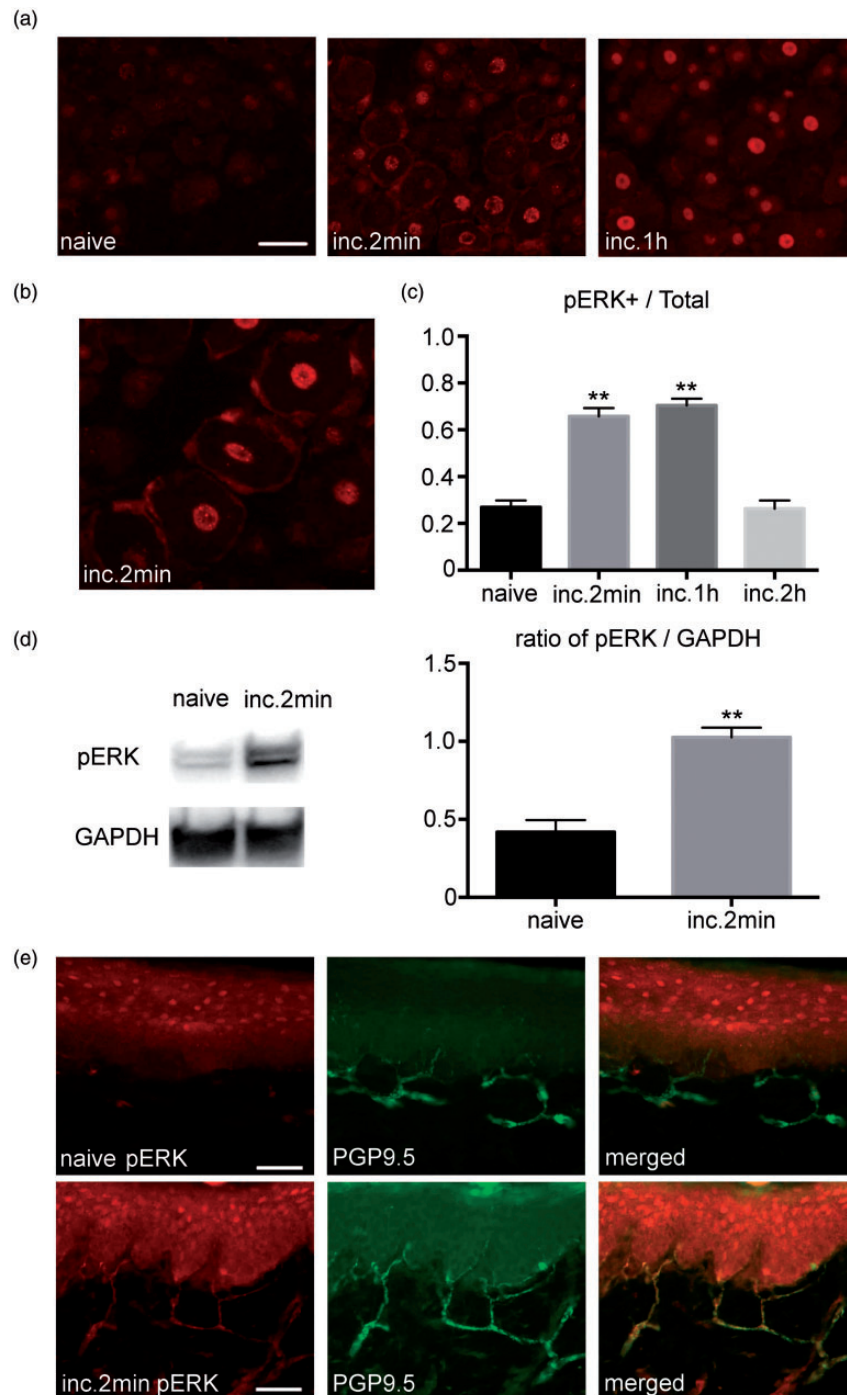 (a)
naive
inc.2min
inc.1h
(b)
inc.2min
(c)
pERK+ / Total
1.0
0.8
0.6
0.4
0.2
0
**
**
naive
inc.2min
inc.1h
inc.2h
(d)
naive inc.2min
pERK
GAPDH
ratio of pERK / GAPDH
1.5
1.0
0.5
0
**
naive
inc.2min
(e)
naive pERK
PGP9.5
merged
inc.2min pERK
PGP9.5
merged